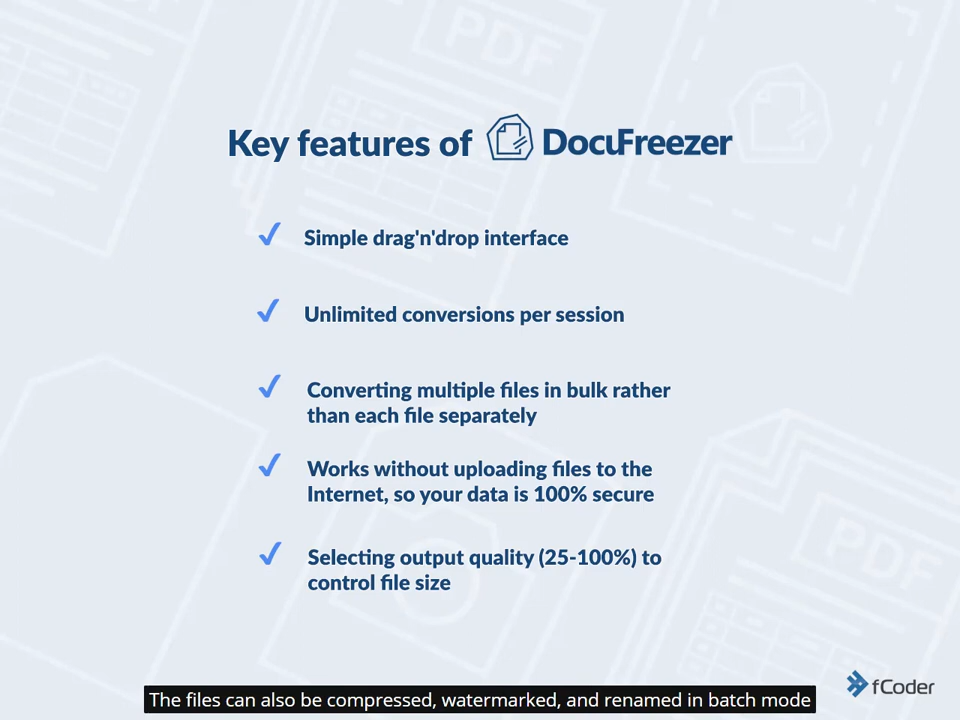 PDF
Key features of DocuFreezer
✓ Simple drag'n'drop interface
✓ Unlimited conversions per session
✓ Converting multiple files in bulk rather
than each file separately
✓ Works without uploading files to the
Internet, so your data is 100% secure
✓ Selecting output quality (25-100%) to
control file size
PDF
fCoder
The files can also be compressed, watermarked, and renamed in batch mode